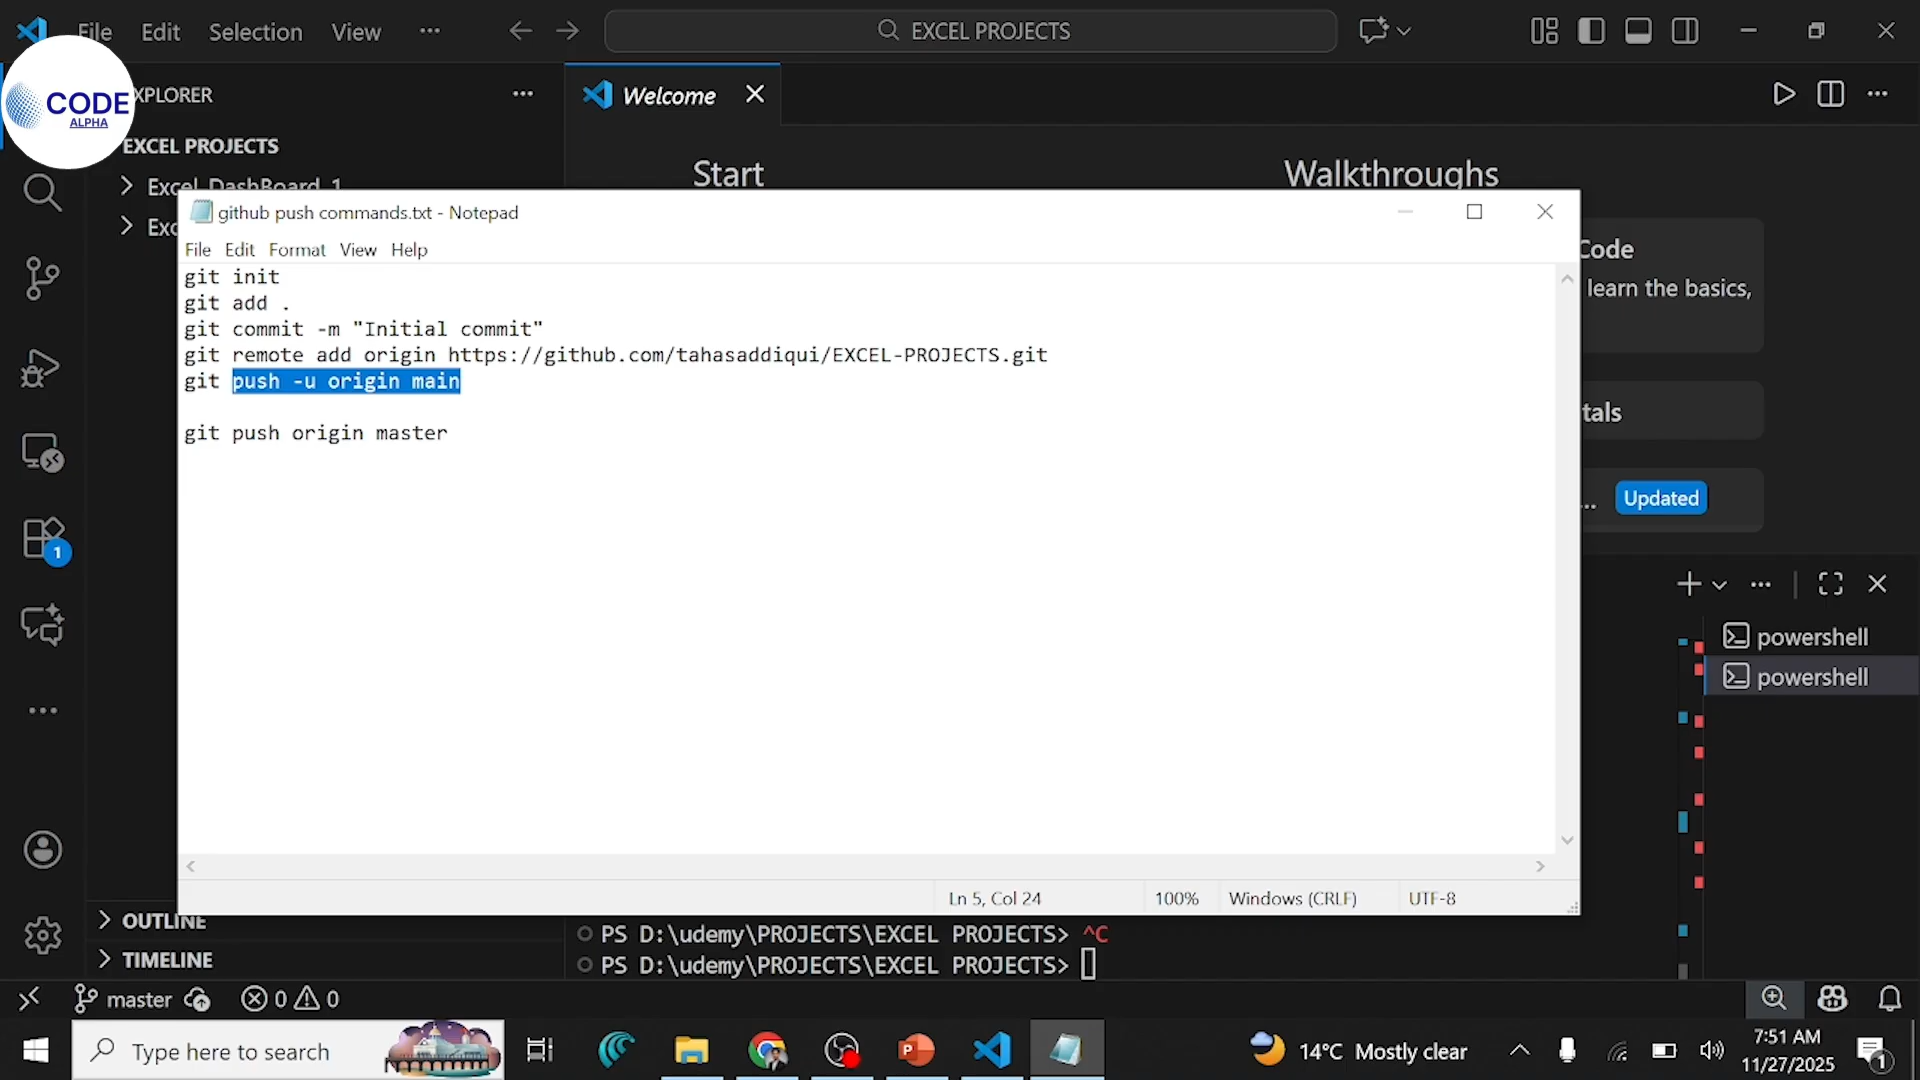 File Edit Selection View ...
EXCEL PROJECTS
CODE
ALPHA
XPLORER
Welcome
EXCEL PROJECTS
Start
Walkthroughs
Excel_DashBoard_1
Exc
github push commands.txt - Notepad
File Edit Format View Help
git init
git add .
git commit -m "Initial commit"
git remote add origin https://github.com/tahasaddiqui/EXCEL-PROJECTS.git
git push -u origin main
git push origin master
Code
learn the basics,
tals
... Updated
1
powershell
powershell
Ln 5, Col 24
100%
Windows (CRLF)
UTF-8
OUTLINE
TIMELINE
PS D:\udemy\PROJECTS\EXCEL PROJECTS> ^C
PS D:\udemy\PROJECTS\EXCEL PROJECTS>
master 0 0
Type here to search
14°C Mostly clear
7:51 AM
11/27/2025
1